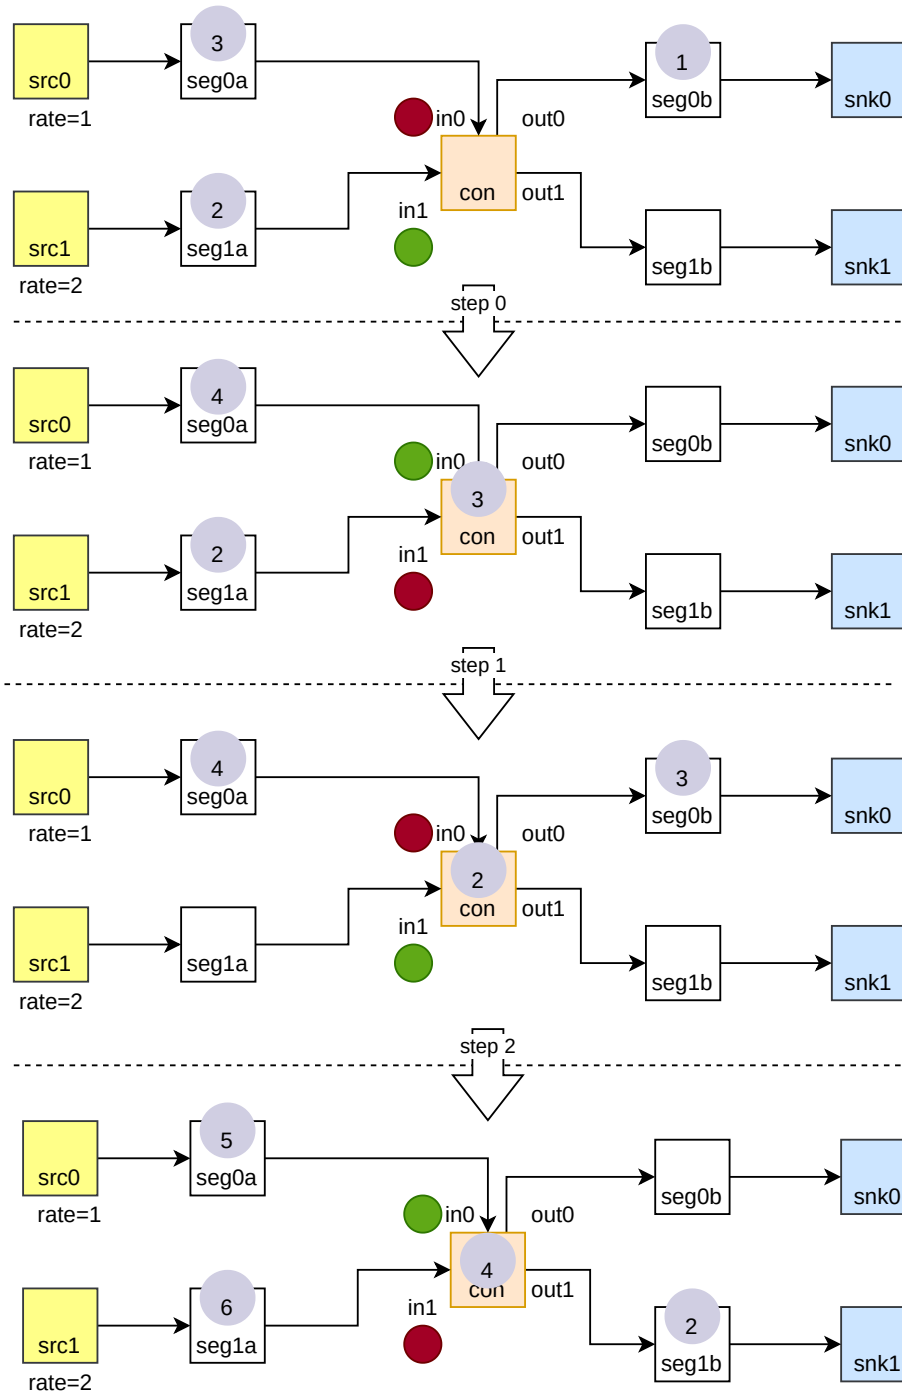 3
src0
seg0a
1
seg0b
snk0
rate=1
in0
out0
con
2
src1
seg1a
in1
out1
seg1b
snk1
rate=2
step 0
4
src0
seg0a
seg0b
snk0
rate=1
in0
out0
3
con
2
src1
seg1a
in1
out1
seg1b
snk1
rate=2
step 1
4
src0
seg0a
3
seg0b
snk0
rate=1
in0
out0
2
con
src1
seg1a
in1
out1
seg1b
snk1
rate=2
step 2
5
src0
seg0a
seg0b
snk0
rate=1
in0
out0
4
con
6
src1
seg1a
in1
out1
2
seg1b
snk1
rate=2